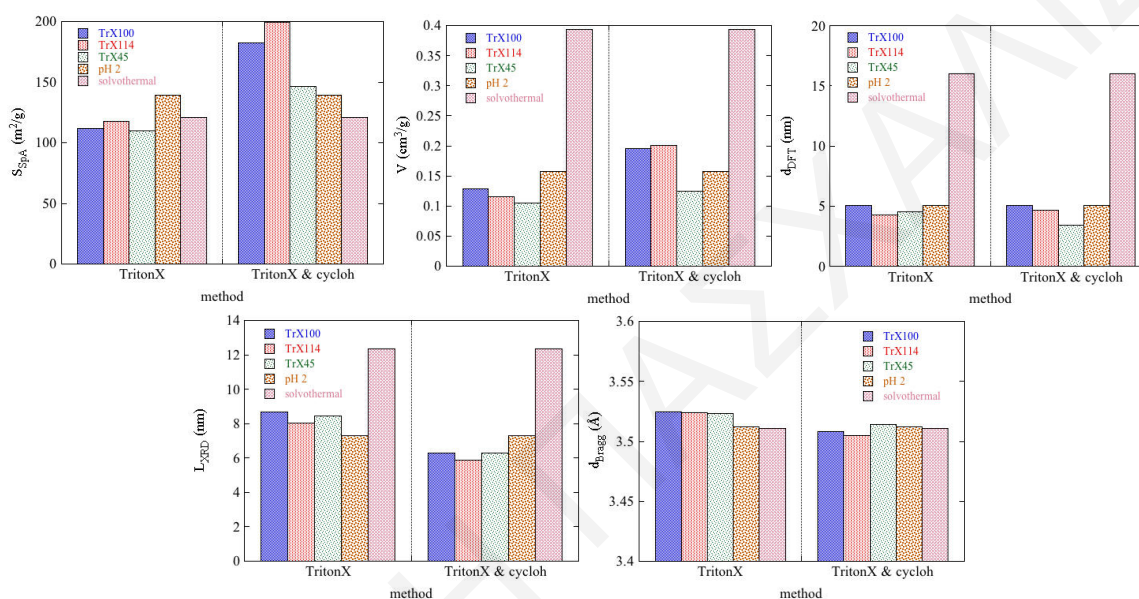 200
150
100
50
0
S_SpA (m²/g)
TrX100
TrX114
TrX45
pH 2
solvothermal
TritonX
TritonX & cycloh
method
0.4
0.35
0.3
0.25
0.2
0.15
0.1
0.05
0
V (cm³/g)
TrX100
TrX114
TrX45
pH 2
solvothermal
TritonX
TritonX & cycloh
method
20
15
10
5
0
d_DFT (nm)
TrX100
TrX114
TrX45
pH 2
solvothermal
TritonX
TritonX & cycloh
method
14
12
10
8
6
4
2
0
L_XRD (nm)
TrX100
TrX114
TrX45
pH 2
solvothermal
TritonX
TritonX & cycloh
method
3.6
3.55
3.5
3.45
3.4
d_Bragg (Å)
TrX100
TrX114
TrX45
pH 2
solvothermal
TritonX
TritonX & cycloh
method
ΠΑΣΧΑΛΙΔ